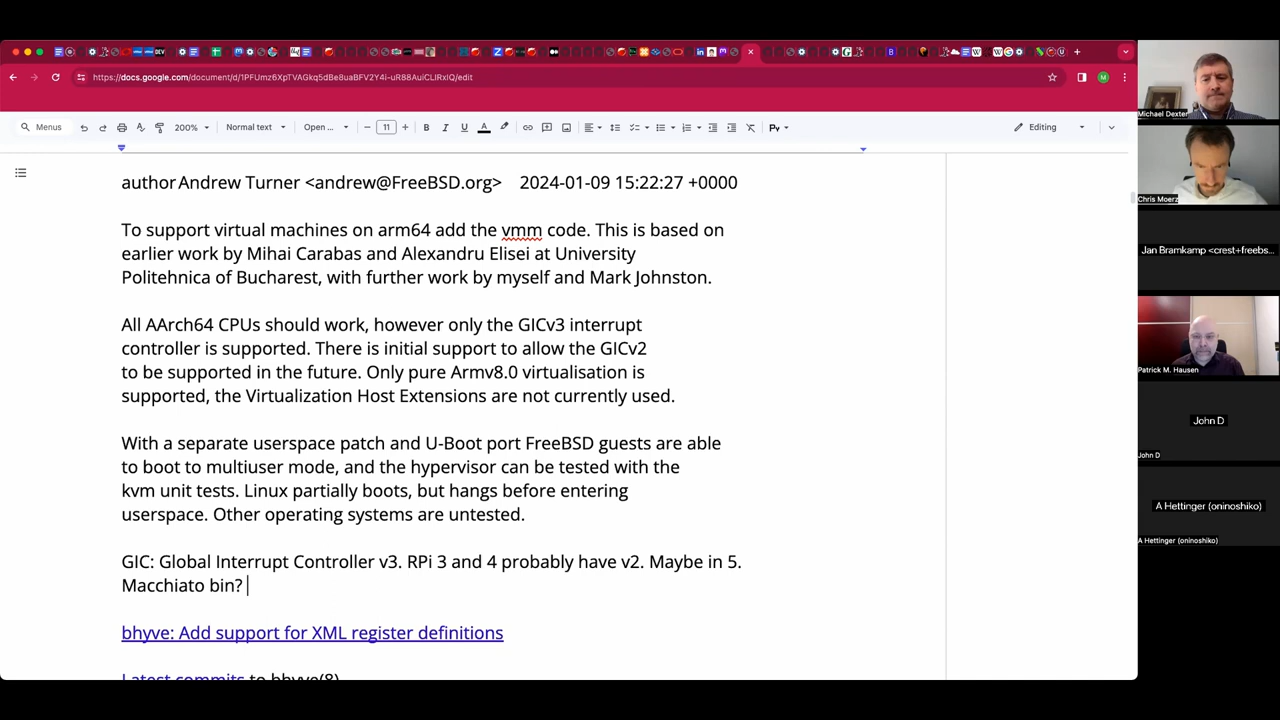 https://docs.google.com/document/d/1PFUmz6XpTVAGkq5dBe8uaBFV2Y4i-uR88AuiCLIRxIQ/edit
Menus
200%
Normal text
Open ...
11
Editing
author Andrew Turner <andrew@FreeBSD.org> 2024-01-09 15:22:27 +0000
To support virtual machines on arm64 add the vmm code. This is based on
earlier work by Mihai Carabas and Alexandru Elisei at University
Politehnica of Bucharest, with further work by myself and Mark Johnston.
All AArch64 CPUs should work, however only the GICv3 interrupt
controller is supported. There is initial support to allow the GICv2
to be supported in the future. Only pure Armv8.0 virtualisation is
supported, the Virtualization Host Extensions are not currently used.
With a separate userspace patch and U-Boot port FreeBSD guests are able
to boot to multiuser mode, and the hypervisor can be tested with the
kvm unit tests. Linux partially boots, but hangs before entering
userspace. Other operating systems are untested.
GIC: Global Interrupt Controller v3. RPi 3 and 4 probably have v2. Maybe in 5.
Macchiato bin?
bhyve: Add support for XML register definitions
Latest commits to bhyve(8)
Michael Dexter
Chris Moerz
Jan Bramkamp <crest+freebs...
Patrick M. Hausen
John D
John D
A Hettinger (oninoshiko)
A Hettinger (oninoshiko)